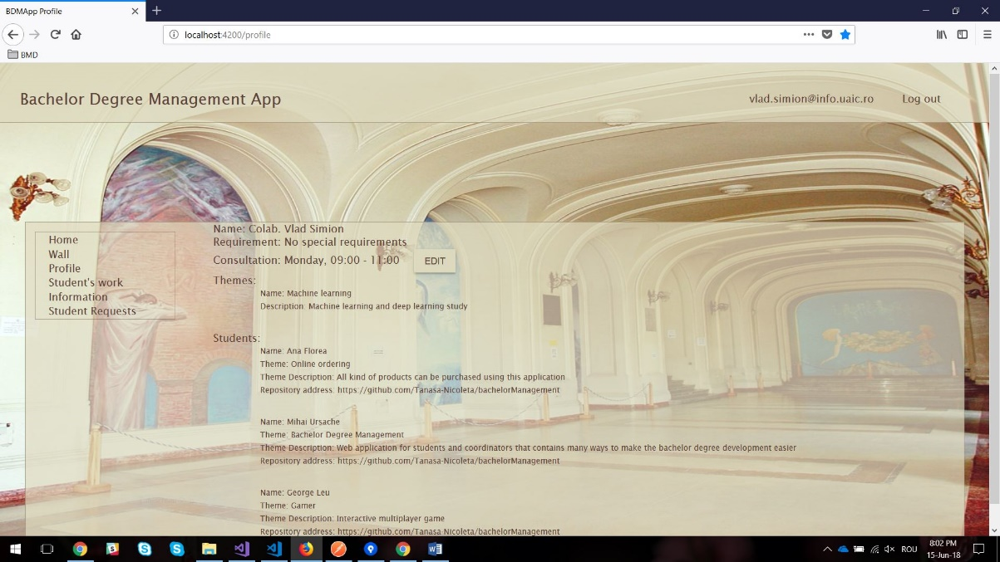 BDMApp Profile
localhost:4200/profile
BMD
Bachelor Degree Management App
vlad.simion@info.uaic.ro
Log out
Home
Wall
Profile
Student's work
Information
Student Requests
Name: Colab. Vlad Simion
Requirement: No special requirements
Consultation: Monday, 09:00 - 11:00
EDIT
Themes:
Name: Machine learning
Description: Machine learning and deep learning study
Students:
Name: Ana Florea
Theme: Online ordering
Theme Description: All kind of products can be purchased using this application
Repository address: https://github.com/Tanasa-Nicoleta/bachelorManagement
Name: Mihai Ursache
Theme: Bachelor Degree Management
Theme Description: Web application for students and coordinators that contains many ways to make the bachelor degree development easier
Repository address: https://github.com/Tanasa-Nicoleta/bachelorManagement
Name: George Leu
Theme: Gamer
Theme Description: Interactive multiplayer game
Repository address: https://github.com/Tanasa-Nicoleta/bachelorManagement
ROU
8:02 PM
15-Jun-18